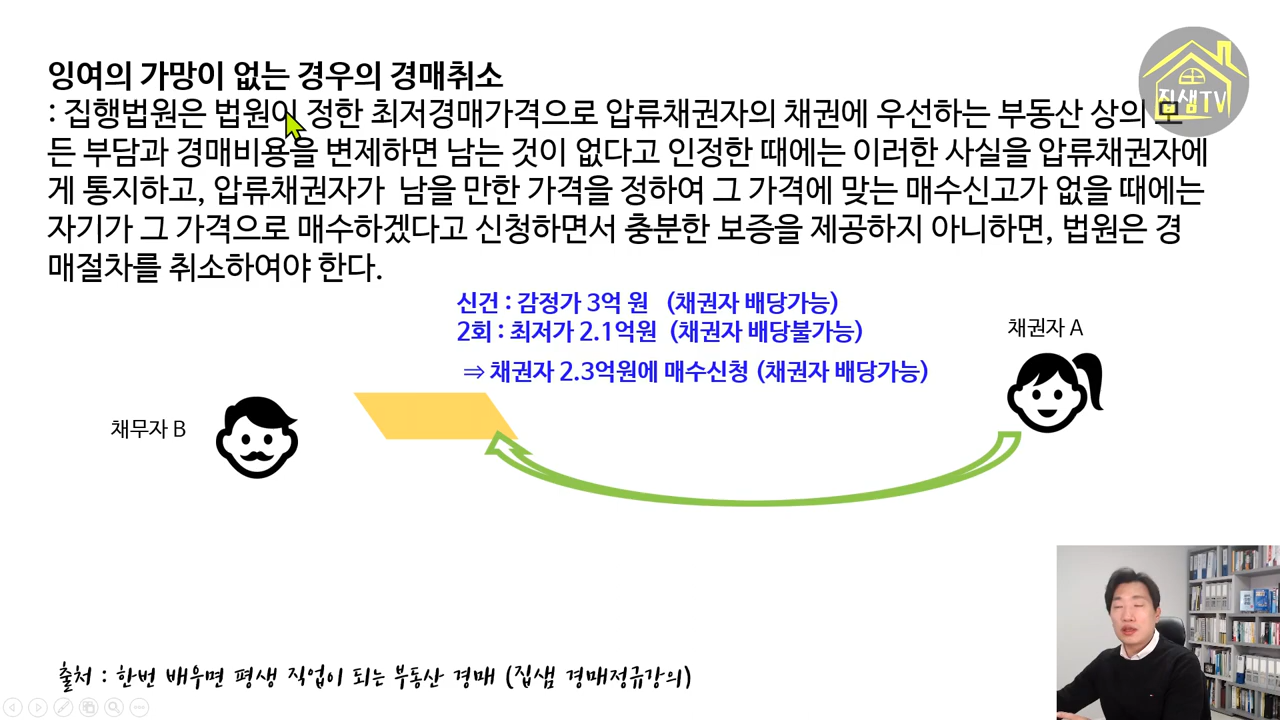 잉여의 가망이 없는 경우의 경매취소
: 집행법원은 법원이 정한 최저경매가격으로 압류채권자의 채권에 우선하는 부동산 상의 모
든 부담과 경매비용을 변제하면 남는 것이 없다고 인정한 때에는 이러한 사실을 압류채권자에
게 통지하고, 압류채권자가 남을 만한 가격을 정하여 그 가격에 맞는 매수신고가 없을 때에는
자기가 그 가격으로 매수하겠다고 신청하면서 충분한 보증을 제공하지 아니하면, 법원은 경
매절차를 취소하여야 한다.
집샘TV
신건 : 감정가 3억 원 (채권자 배당가능)
2회 : 최저가 2.1억원 (채권자 배당불가능)
⇒ 채권자 2.3억원에 매수신청 (채권자 배당가능)
채권자 A
채무자 B
출처 : 한번 배우면 평생 직업이 되는 부동산 경매 (집샘 경매정규강의)